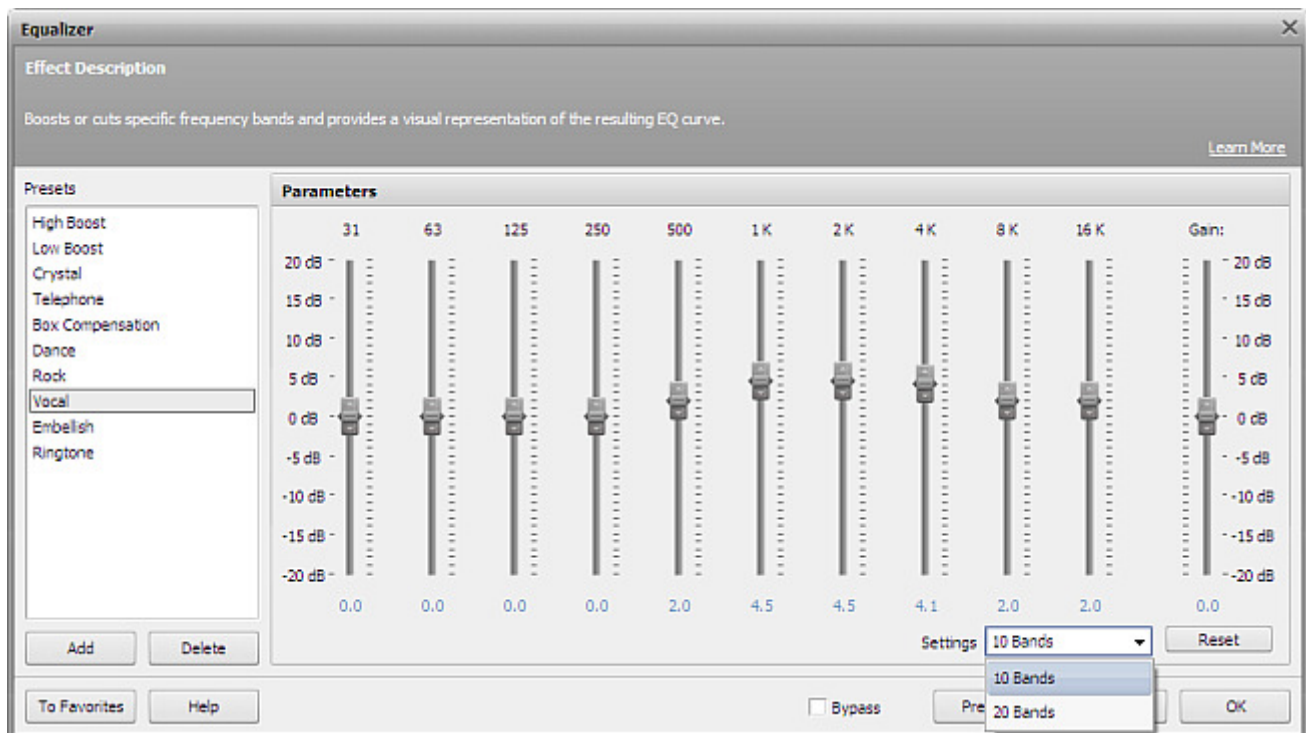 Equalizer
Effect Description
Boosts or cuts specific frequency bands and provides a visual representation of the resulting EQ curve.
Learn More
Presets
High Boost
Low Boost
Crystal
Telephone
Box Compensation
Dance
Rock
Vocal
Embellish
Ringtone
Add Delete
Parameters
31 63 125 250 500 1 K 2 K 4 K 8 K 16 K Gain:
20 dB 20 dB
15 dB 15 dB
10 dB 10 dB
5 dB 5 dB
0 dB 0 dB
-5 dB -5 dB
-10 dB -10 dB
-15 dB -15 dB
-20 dB -20 dB
0.0 0.0 0.0 0.0 2.0 4.5 4.5 4.1 2.0 2.0 0.0
Settings 10 Bands Reset
10 Bands
20 Bands
To Favorites Help Bypass Pre OK